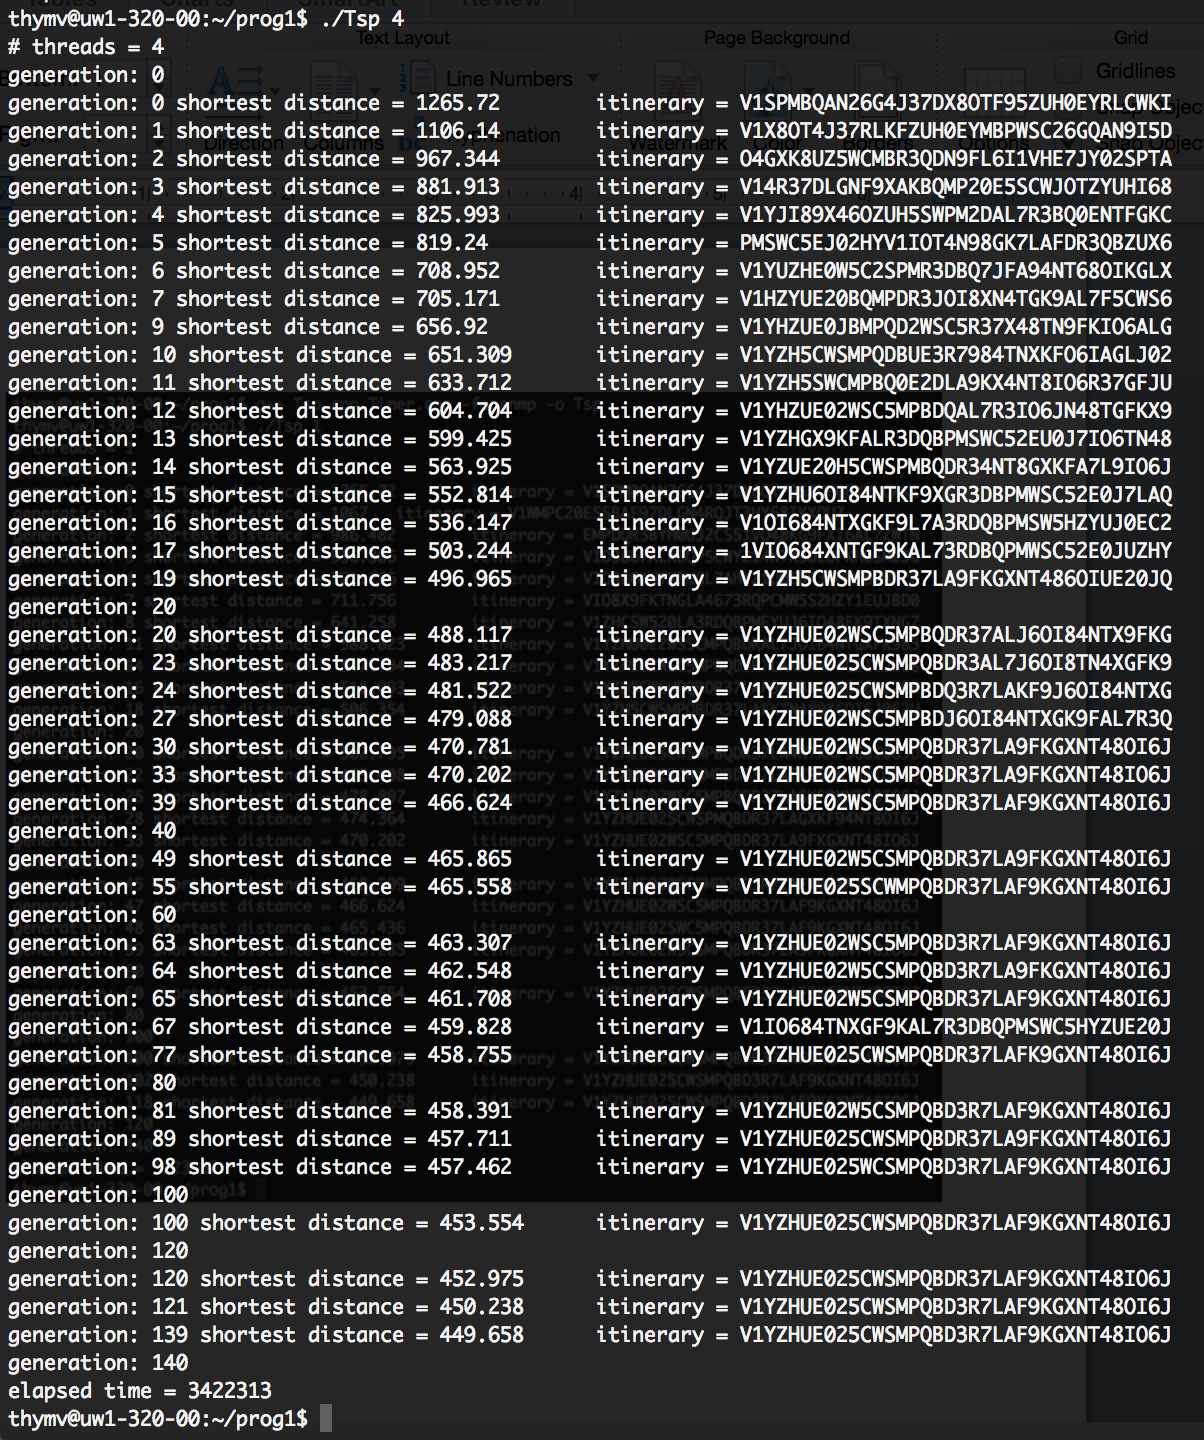 thymv@uw1-320-00:~/prog1$ ./Tsp 4
# threads = 4
generation: 0
generation: 0 shortest distance = 1265.72 itinerary = V1SPMBQAN26G4J37DX8OTF95ZUH0EYRLCWKI
generation: 1 shortest distance = 1106.14 itinerary = V1X8OT4J37RLKFZUH0EYMBPWSC26GQAN9I5D
generation: 2 shortest distance = 967.344 itinerary = O4GXK8UZ5WCMBR3QDN9FL6I1VHE7JY02SPTA
generation: 3 shortest distance = 881.913 itinerary = V14R37DLGNF9XAKBQMP20E5SCWJOTZYUHI68
generation: 4 shortest distance = 825.993 itinerary = V1YJI89X46OZUH5SWPM2DAL7R3BQ0ENTFGKC
generation: 5 shortest distance = 819.24 itinerary = PMSWC5EJ02HYV1IOT4N98GK7LAFDR3QBZUX6
generation: 6 shortest distance = 708.952 itinerary = V1YUZHE0W5C2SPMR3DBQ7JFA94NT68OIKGLX
generation: 7 shortest distance = 705.171 itinerary = V1HZYUE20BQMPDR3JOI8XN4TGK9AL7F5CWS6
generation: 9 shortest distance = 656.92 itinerary = V1YHZUE0JBMPQD2WSC5R37X48TN9FKIO6ALG
generation: 10 shortest distance = 651.309 itinerary = V1YZH5CWSMPQDBUE3R7984TNXKFO6IAGLJ02
generation: 11 shortest distance = 633.712 itinerary = V1YZH5SWCMPBQ0E2DLA9KX4NT8IO6R37GFJU
generation: 12 shortest distance = 604.704 itinerary = V1YHZUE02WSC5MPBDQAL7R3IO6JN48TGFKX9
generation: 13 shortest distance = 599.425 itinerary = V1YZHGX9KFALR3DQBPMSWC52EU0J7IO6TN48
generation: 14 shortest distance = 563.925 itinerary = V1YZUE20H5CWSPMBQDR34NT8GXKFA7L9IO6J
generation: 15 shortest distance = 552.814 itinerary = V1YZHU6OI84NTKF9XGR3DBPMWSC52E0J7LAQ
generation: 16 shortest distance = 536.147 itinerary = V1OI684NTXGKF9L7A3RDQBPMSW5HZYUJ0EC2
generation: 17 shortest distance = 503.244 itinerary = 1VIO684XNTGF9KAL73RDBQPMWSC52E0JUZHY
generation: 19 shortest distance = 496.965 itinerary = V1YZH5CWSMPBDR37LA9FKGXNT486OIUE20JQ
generation: 20
generation: 20 shortest distance = 488.117 itinerary = V1YZHUE02WSC5MPBQDR37ALJ6OI84NTX9FKG
generation: 23 shortest distance = 483.217 itinerary = V1YZHUE025CWSMPQBDR3AL7J6OI8TN4XGFK9
generation: 24 shortest distance = 481.522 itinerary = V1YZHUE025CWSMPBDQ3R7LAKF9J6OI84NTXG
generation: 27 shortest distance = 479.088 itinerary = V1YZHUE02WSC5MPBDJ6OI84NTXGK9FAL7R3Q
generation: 30 shortest distance = 470.781 itinerary = V1YZHUE02WSC5MPQBDR37LA9FKGXNT48OI6J
generation: 33 shortest distance = 470.202 itinerary = V1YZHUE02WSC5MPQBDR37LA9FKGXNT48IO6J
generation: 39 shortest distance = 466.624 itinerary = V1YZHUE02WSC5MPQBDR37LAF9KGXNT48OI6J
generation: 40
generation: 49 shortest distance = 465.865 itinerary = V1YZHUE02W5CSMPQBDR37LA9FKGXNT48OI6J
generation: 55 shortest distance = 465.558 itinerary = V1YZHUE025SCWMPQBDR37LAF9KGXNT48OI6J
generation: 60
generation: 63 shortest distance = 463.307 itinerary = V1YZHUE02WSC5MPQBD3R7LAF9KGXNT48OI6J
generation: 64 shortest distance = 462.548 itinerary = V1YZHUE02W5CSMPQBD3R7LA9FKGXNT48OI6J
generation: 65 shortest distance = 461.708 itinerary = V1YZHUE02W5CSMPQBDR37LAF9KGXNT48OI6J
generation: 67 shortest distance = 459.828 itinerary = V1IO684TNXGF9KAL7R3DBQPMSWC5HYZUE20J
generation: 77 shortest distance = 458.755 itinerary = V1YZHUE025CWSMPQBDR37LAFK9GXNT48OI6J
generation: 80
generation: 81 shortest distance = 458.391 itinerary = V1YZHUE02W5CSMPQBD3R7LAF9KGXNT48OI6J
generation: 89 shortest distance = 457.711 itinerary = V1YZHUE025CWSMPQBDR37LA9FKGXNT48OI6J
generation: 98 shortest distance = 457.462 itinerary = V1YZHUE025WCSMPQBD3R7LAF9KGXNT48OI6J
generation: 100
generation: 100 shortest distance = 453.554 itinerary = V1YZHUE025CWSMPQBDR37LAF9KGXNT48OI6J
generation: 120
generation: 120 shortest distance = 452.975 itinerary = V1YZHUE025CWSMPQBDR37LAF9KGXNT48IO6J
generation: 121 shortest distance = 450.238 itinerary = V1YZHUE025CWSMPQBD3R7LAF9KGXNT48OI6J
generation: 139 shortest distance = 449.658 itinerary = V1YZHUE025CWSMPQBD3R7LAF9KGXNT48IO6J
generation: 140
elapsed time = 3422313
thymv@uw1-320-00:~/prog1$